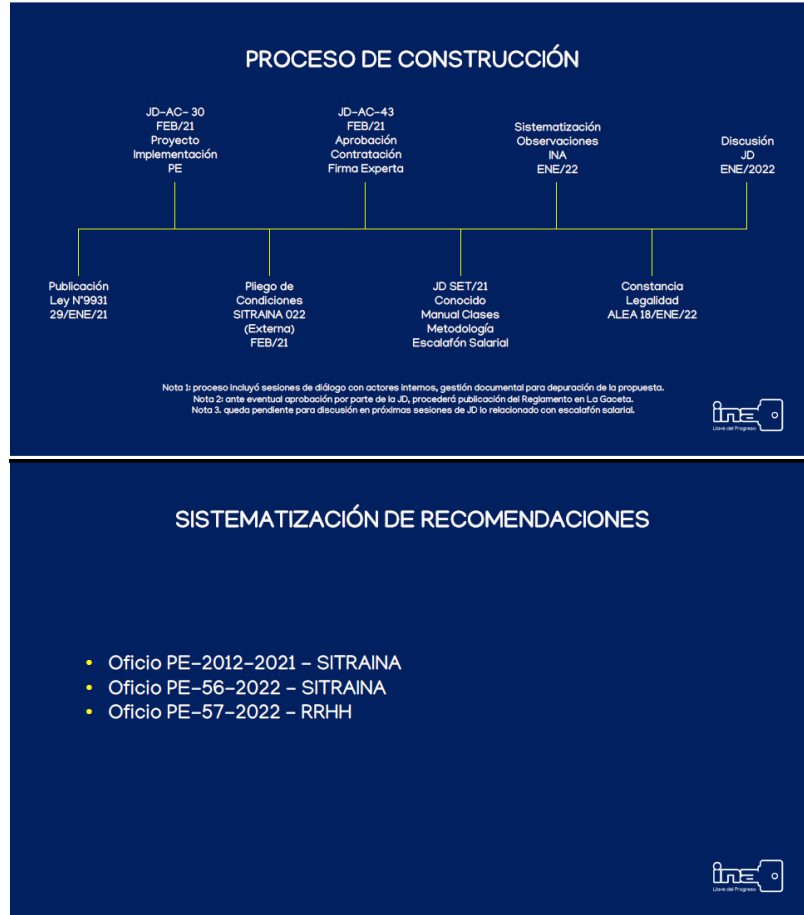 PROCESO DE CONSTRUCCIÓN
JD-AC- 30
FEB/21
Proyecto
Implementación
PE
JD-AC-43
FEB/21
Aprobación
Contratación
Firma Experta
Sistematización
Observaciones
INA
ENE/22
Discusión
JD
ENE/2022
Publicación
Ley N°9931
29/ENE/21
Pliego de
Condiciones
SITRAINA 022
(Externa)
FEB/21
JD SET/21
Conocido
Manual Clases
Metodología
Escalafón Salarial
Constancia
Legalidad
ALEA 18/ENE/22
Nota 1: proceso incluyó sesiones de diálogo con actores internos, gestión documental para depuración de la propuesta.
Nota 2: ante eventual aprobación por parte de la JD, procederá publicación del Reglamento en La Gaceta.
Nota 3. queda pendiente para discusión en próximas sesiones de JD lo relacionado con escalafón salarial.
ina
Llave del Progreso
SISTEMATIZACIÓN DE RECOMENDACIONES
• Oficio PE-2012-2021 - SITRAINA
• Oficio PE-56-2022 - SITRAINA
• Oficio PE-57-2022 - RRHH
ina
Llave del Progreso